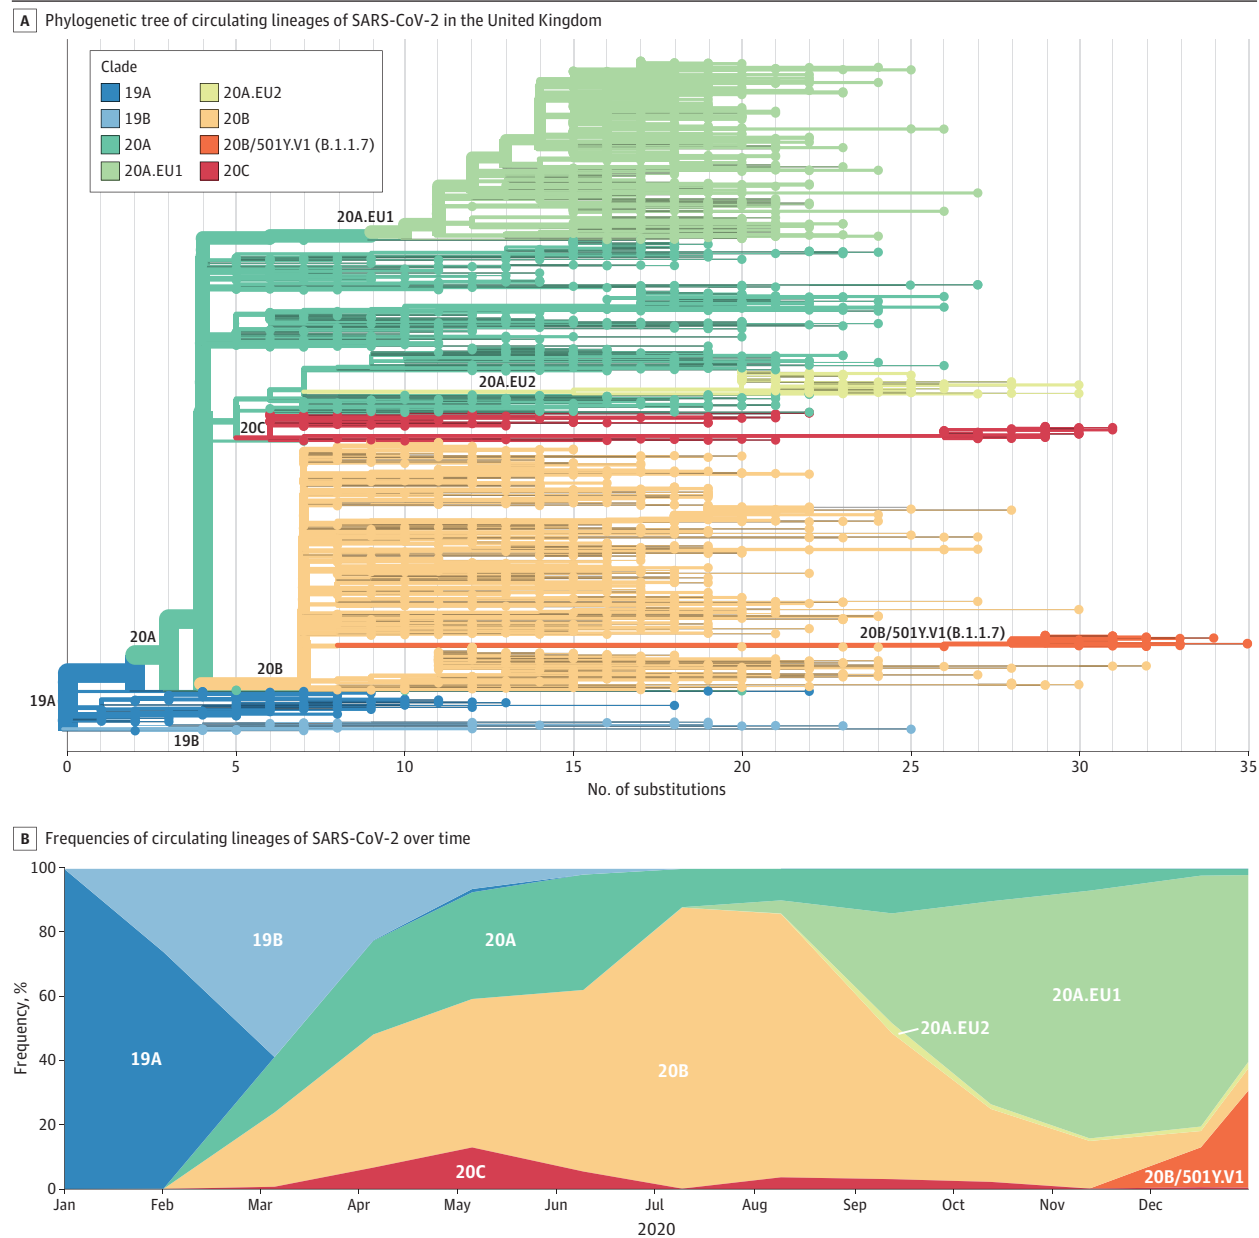 A Phylogenetic tree of circulating lineages of SARS-CoV-2 in the United Kingdom
Clade
19A
19B
20A
20A.EU1
20A.EU2
20B
20B/501Y.V1 (B.1.1.7)
20C
20A.EU1
20A.EU2
20C
20B/501Y.V1(B.1.1.7)
20A
20B
19A
19B
0 5 10 15 20 25 30 35
No. of substitutions
B Frequencies of circulating lineages of SARS-CoV-2 over time
100
80
60
40
20
0
Frequency, %
19B
20A
20A.EU1
20A.EU2
19A
20B
20C
20B/501Y.V1
Jan Feb Mar Apr May Jun Jul Aug Sep Oct Nov Dec
2020